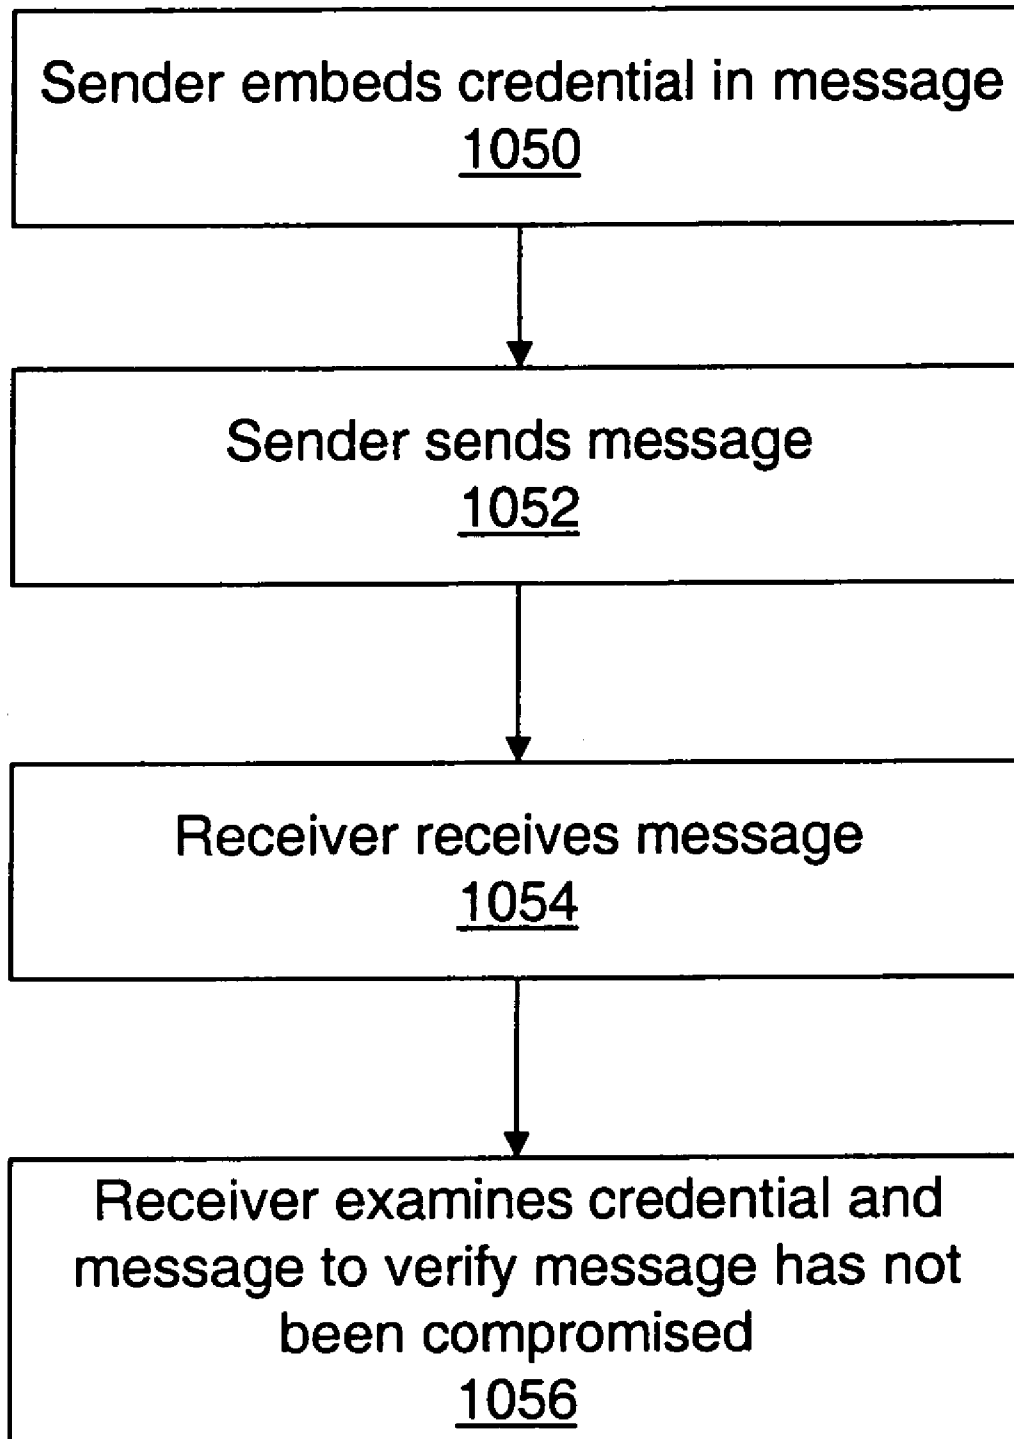 Sender embeds credential in message
1050
Sender sends message
1052
Receiver receives message
1054
Receiver examines credential and
message to verify message has not
been compromised
1056